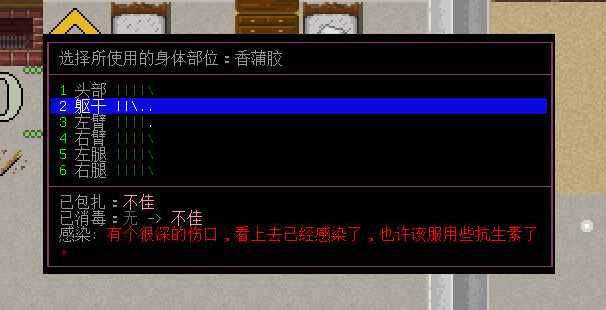 选择所使用的身体部位：香蒲胶
1 头部 ||||\
2 躯干 ||\..
3 左臂 ||||.
4 右臂 ||||\
5 左腿 ||||\
6 右腿 ||||\
已包扎：不佳
已消毒：无 -> 不佳
感染：有个很深的伤口，看上去已经感染了，也许该服用些抗生素了
。